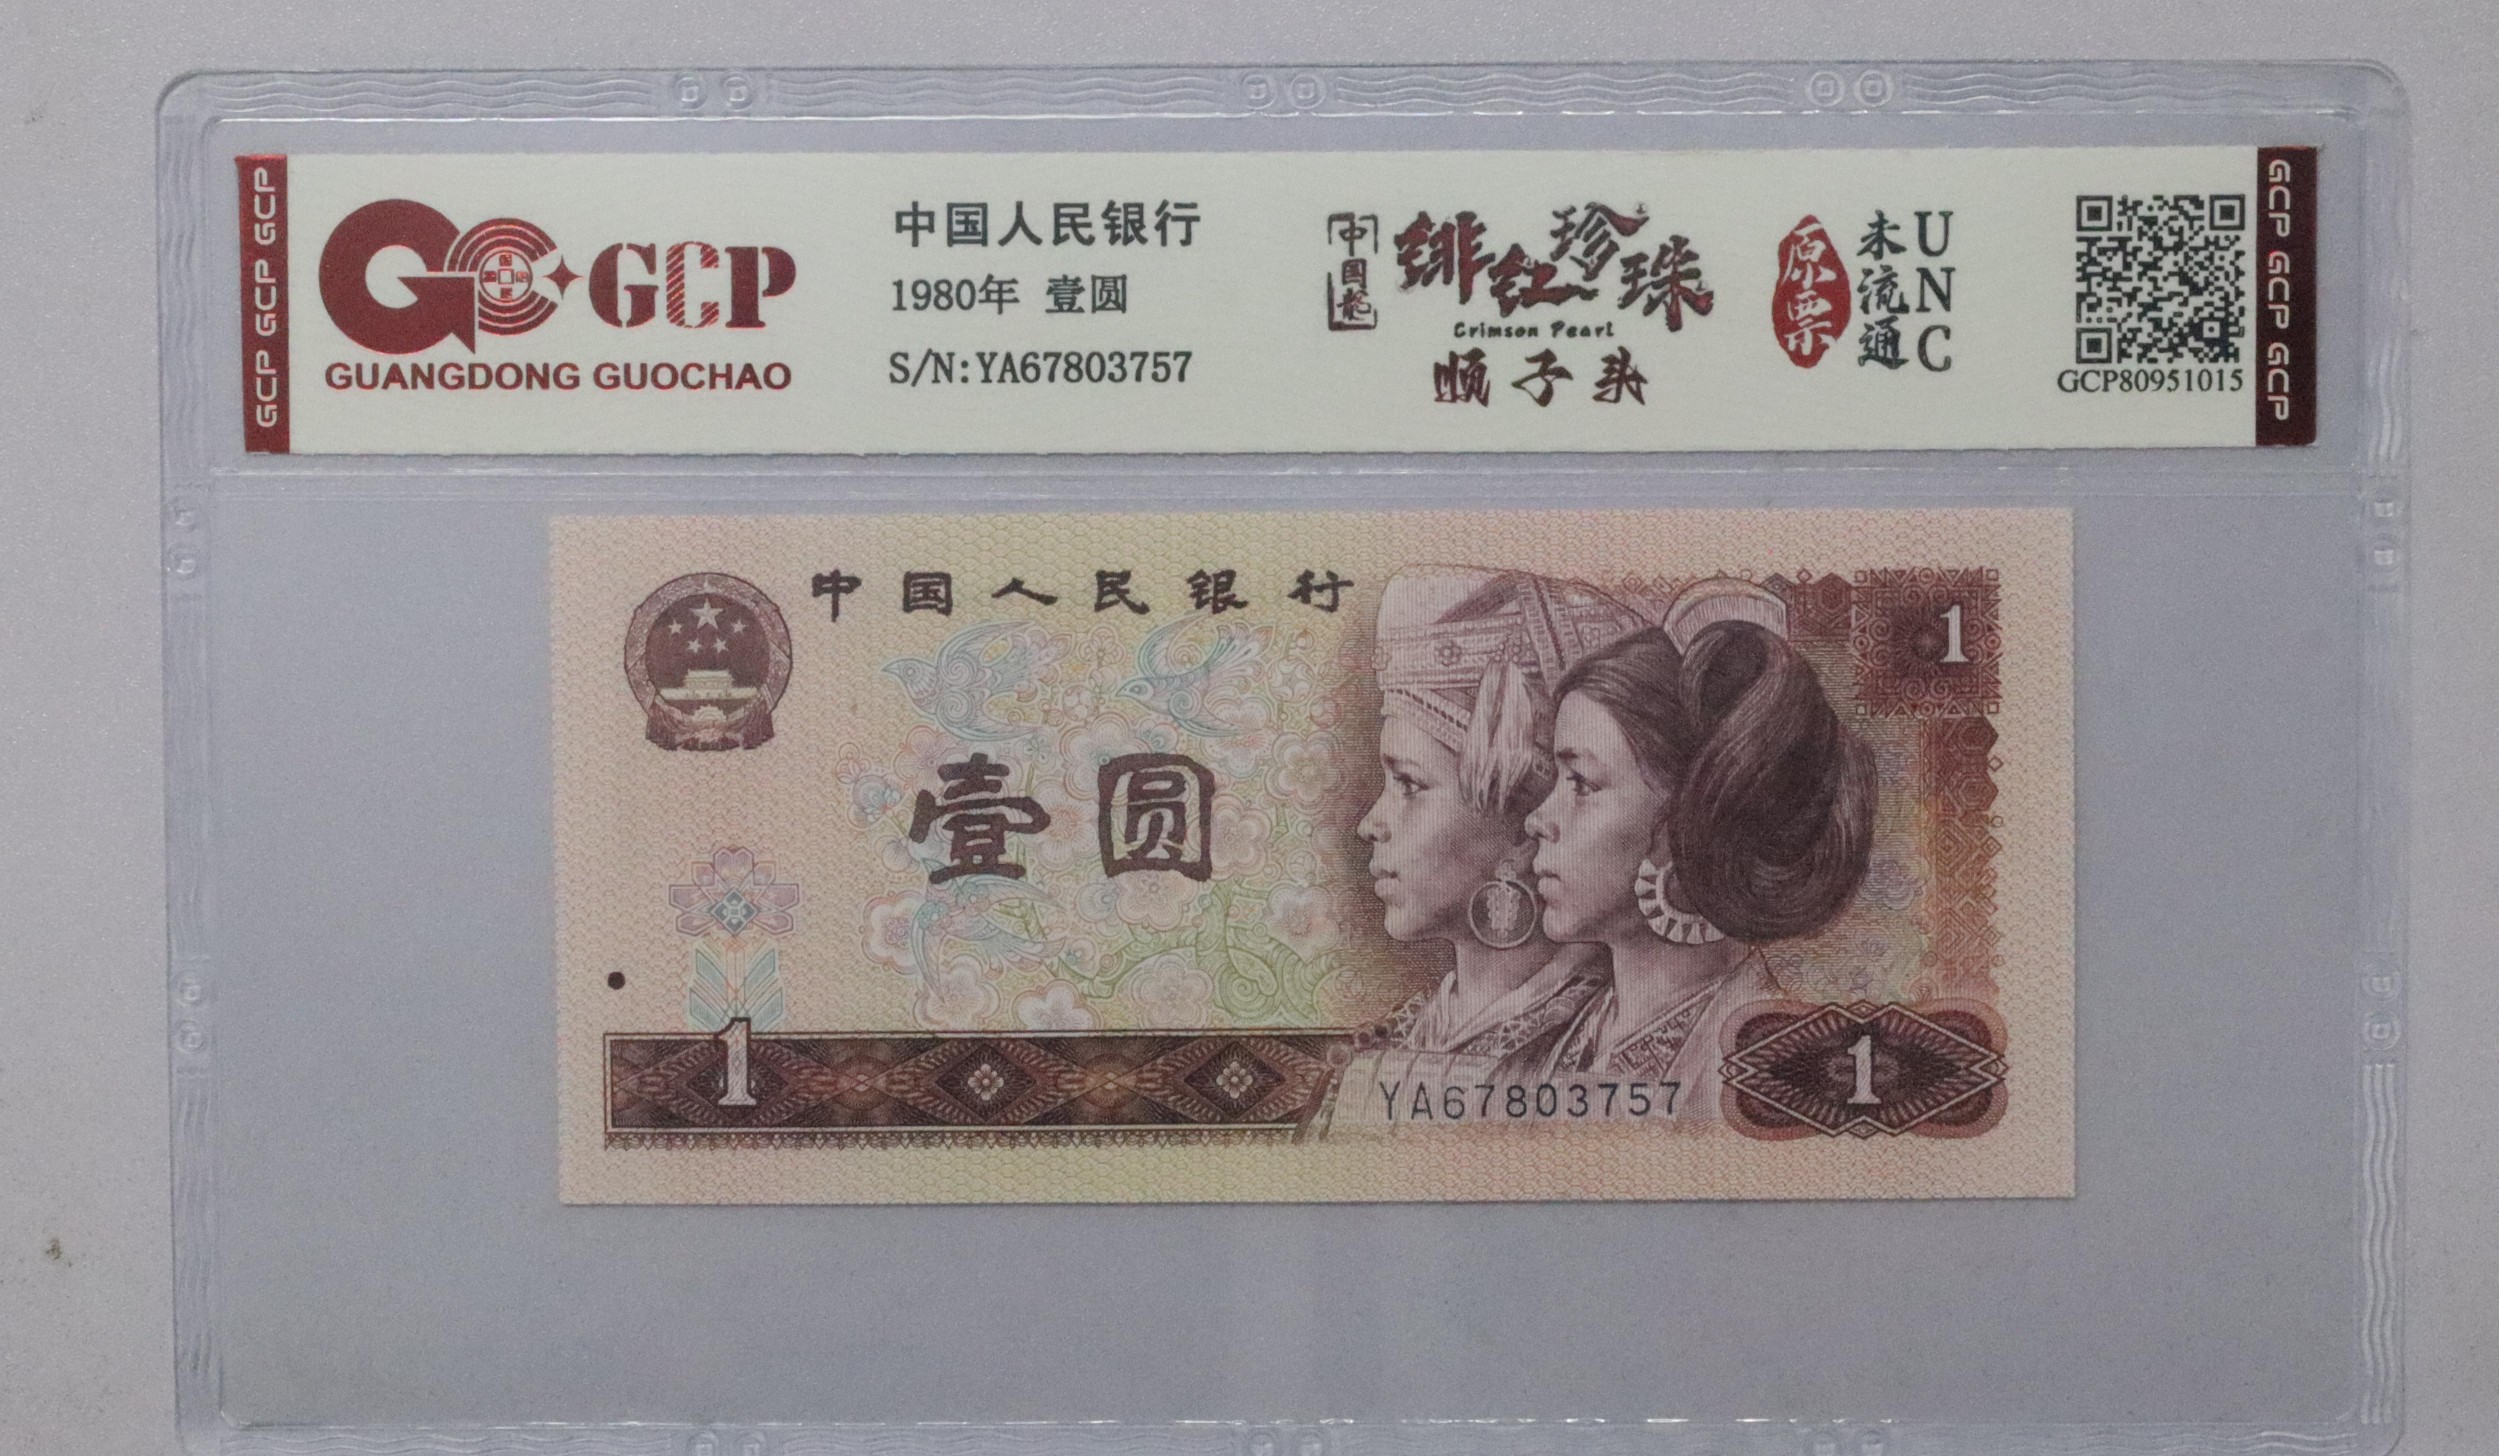 GCP GCP GCP
GCP
GUANGDONG GUOCHAO
中国人民银行
1980年 壹圆
S/N:YA67803757
中国龍
绯红珍珠
Crimson Pearl
顺子头
原票
未流通
UNC
GCP80951015
GCP GCP GCP
中国人民银行
1
壹圆
1
YA67803757
1